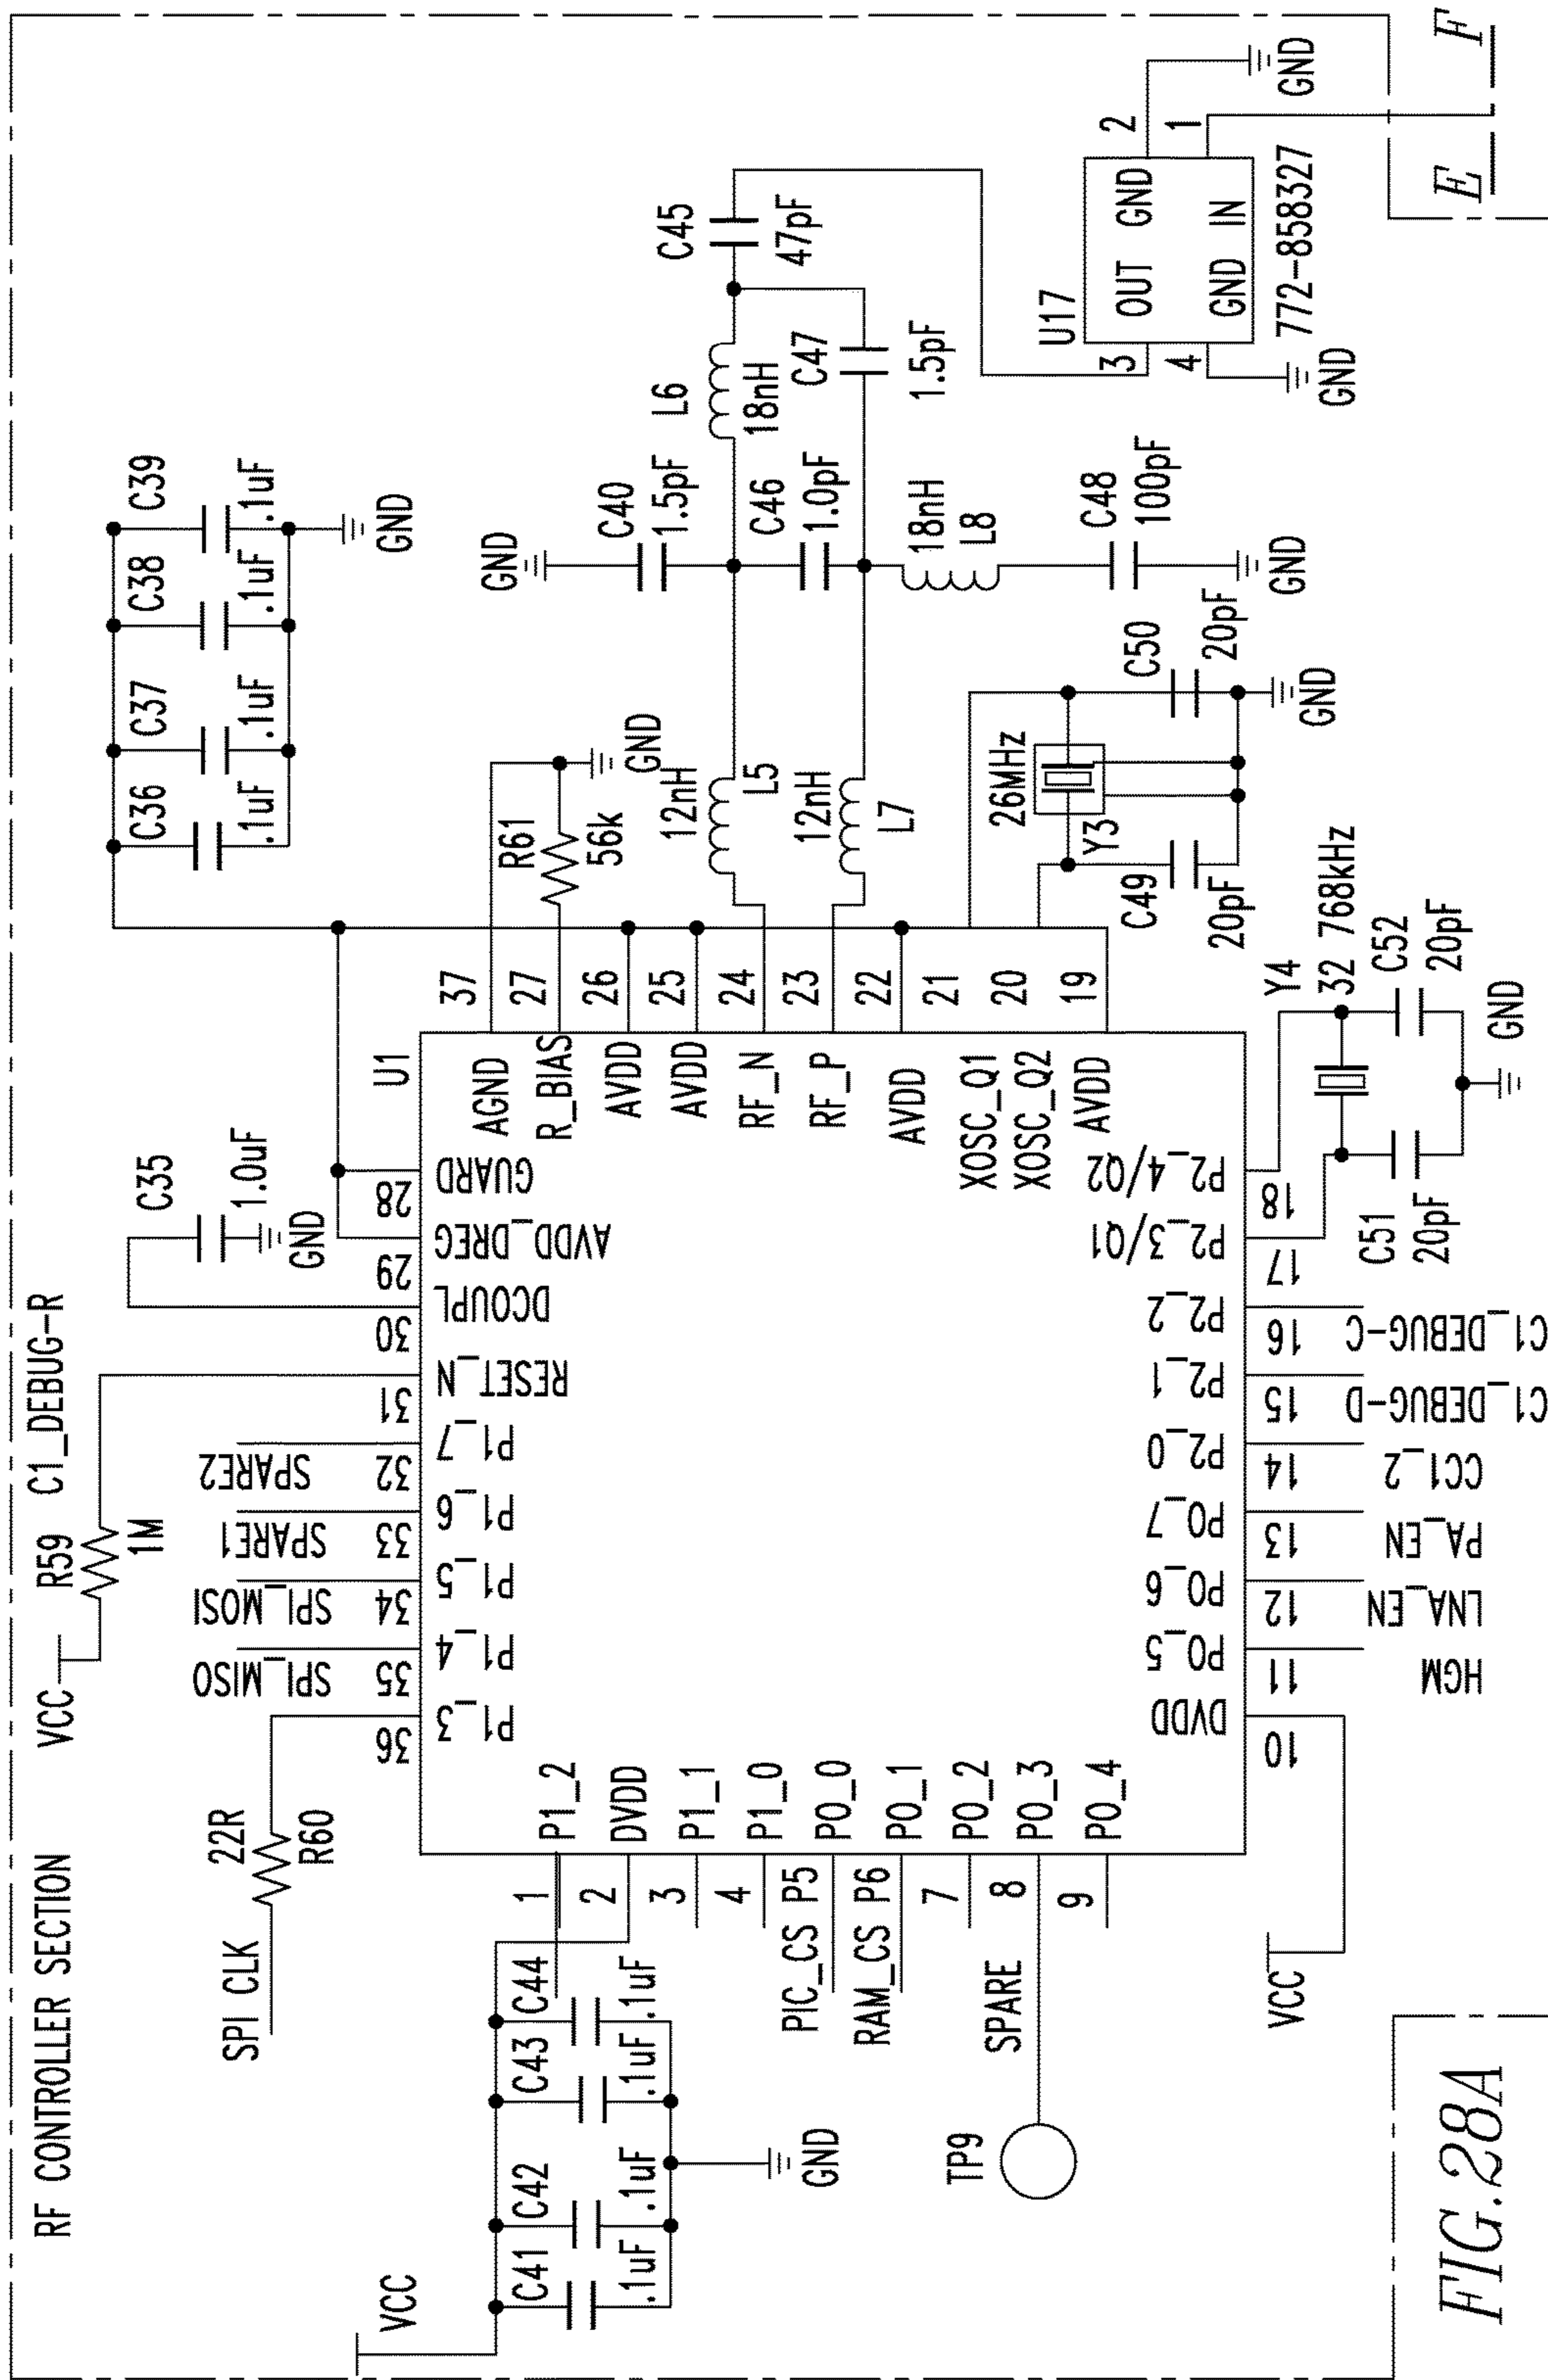 RF CONTROLLER SECTION
VCC
R59
1M
C1_DEBUG-R
C35
1.0uF
GND
C36
.1uF
C37
.1uF
C38
.1uF
C39
.1uF
GND
SPI CLK
22R
R60
SPI_MISO
SPI_MOSI
SPARE1
SPARE2
36
35
34
33
32
31
30
29
28
P1_3
P1_4
P1_5
P1_6
P1_7
RESET_N
DCOUPL
AVDD_DREG
GUARD
U1
VCC
C41
.1uF
C42
.1uF
C43
.1uF
C44
.1uF
GND
1
P1_2
2
DVDD
3
P1_1
4
P1_0
PIC_CS P5
PO_0
RAM_CS P6
PO_1
7
PO_2
TP9
SPARE
8
PO_3
9
PO_4
AGND
37
R_BIAS
27
AVDD
26
AVDD
25
RF_N
24
RF_P
23
AVDD
22
XOSC_Q1
21
XOSC_Q2
20
AVDD
19
R61
56k
GND
12nH
L5
12nH
L7
GND
C40
1.5pF
C46
1.0pF
18nH
L8
C48
100pF
GND
L6
18nH
C47
1.5pF
C45
47pF
C49
20pF
26MHz
Y3
C50
20pF
GND
U17
3
OUT
GND
2
4
GND
IN
1
772-858327
GND
GND
DVDD
P0_5
P0_6
P0_7
P2_0
P2_1
P2_2
P2_3/Q1
P2_4/Q2
10
11
12
13
14
15
16
17
18
VCC
HGM
LNA_EN
PA_EN
CC1_2
C1_DEBUG-D
C1_DEBUG-C
Y4
32 768kHz
C51
20pF
C52
20pF
GND
E
F
FIG.28A